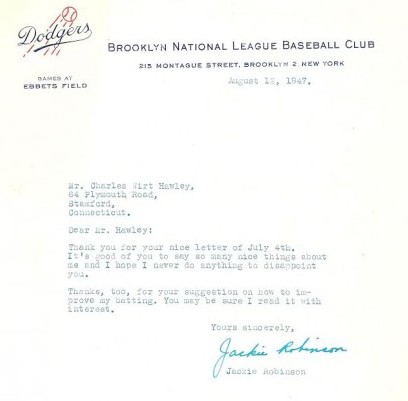 Dodgers
BROOKLYN NATIONAL LEAGUE BASEBALL CLUB
215 MONTAGUE STREET, BROOKLYN 2 NEW YORK
GAMES AT
EBBETS FIELD
August 12, 1947.
Mr. Charles Wirt Hawley,
64 Plymouth Road,
Stamford,
Connecticut.
Dear Mr. Hawley:
Thank you for your nice letter of July 4th.
It's good of you to say so many nice things about
me and I hope I never do anything to disappoint
you.
Thanks, too, for your suggestion on how to im-
prove my batting. You may be sure I read it with
interest.
Yours sincerely,
Jackie Robinson
Jackie Robinson